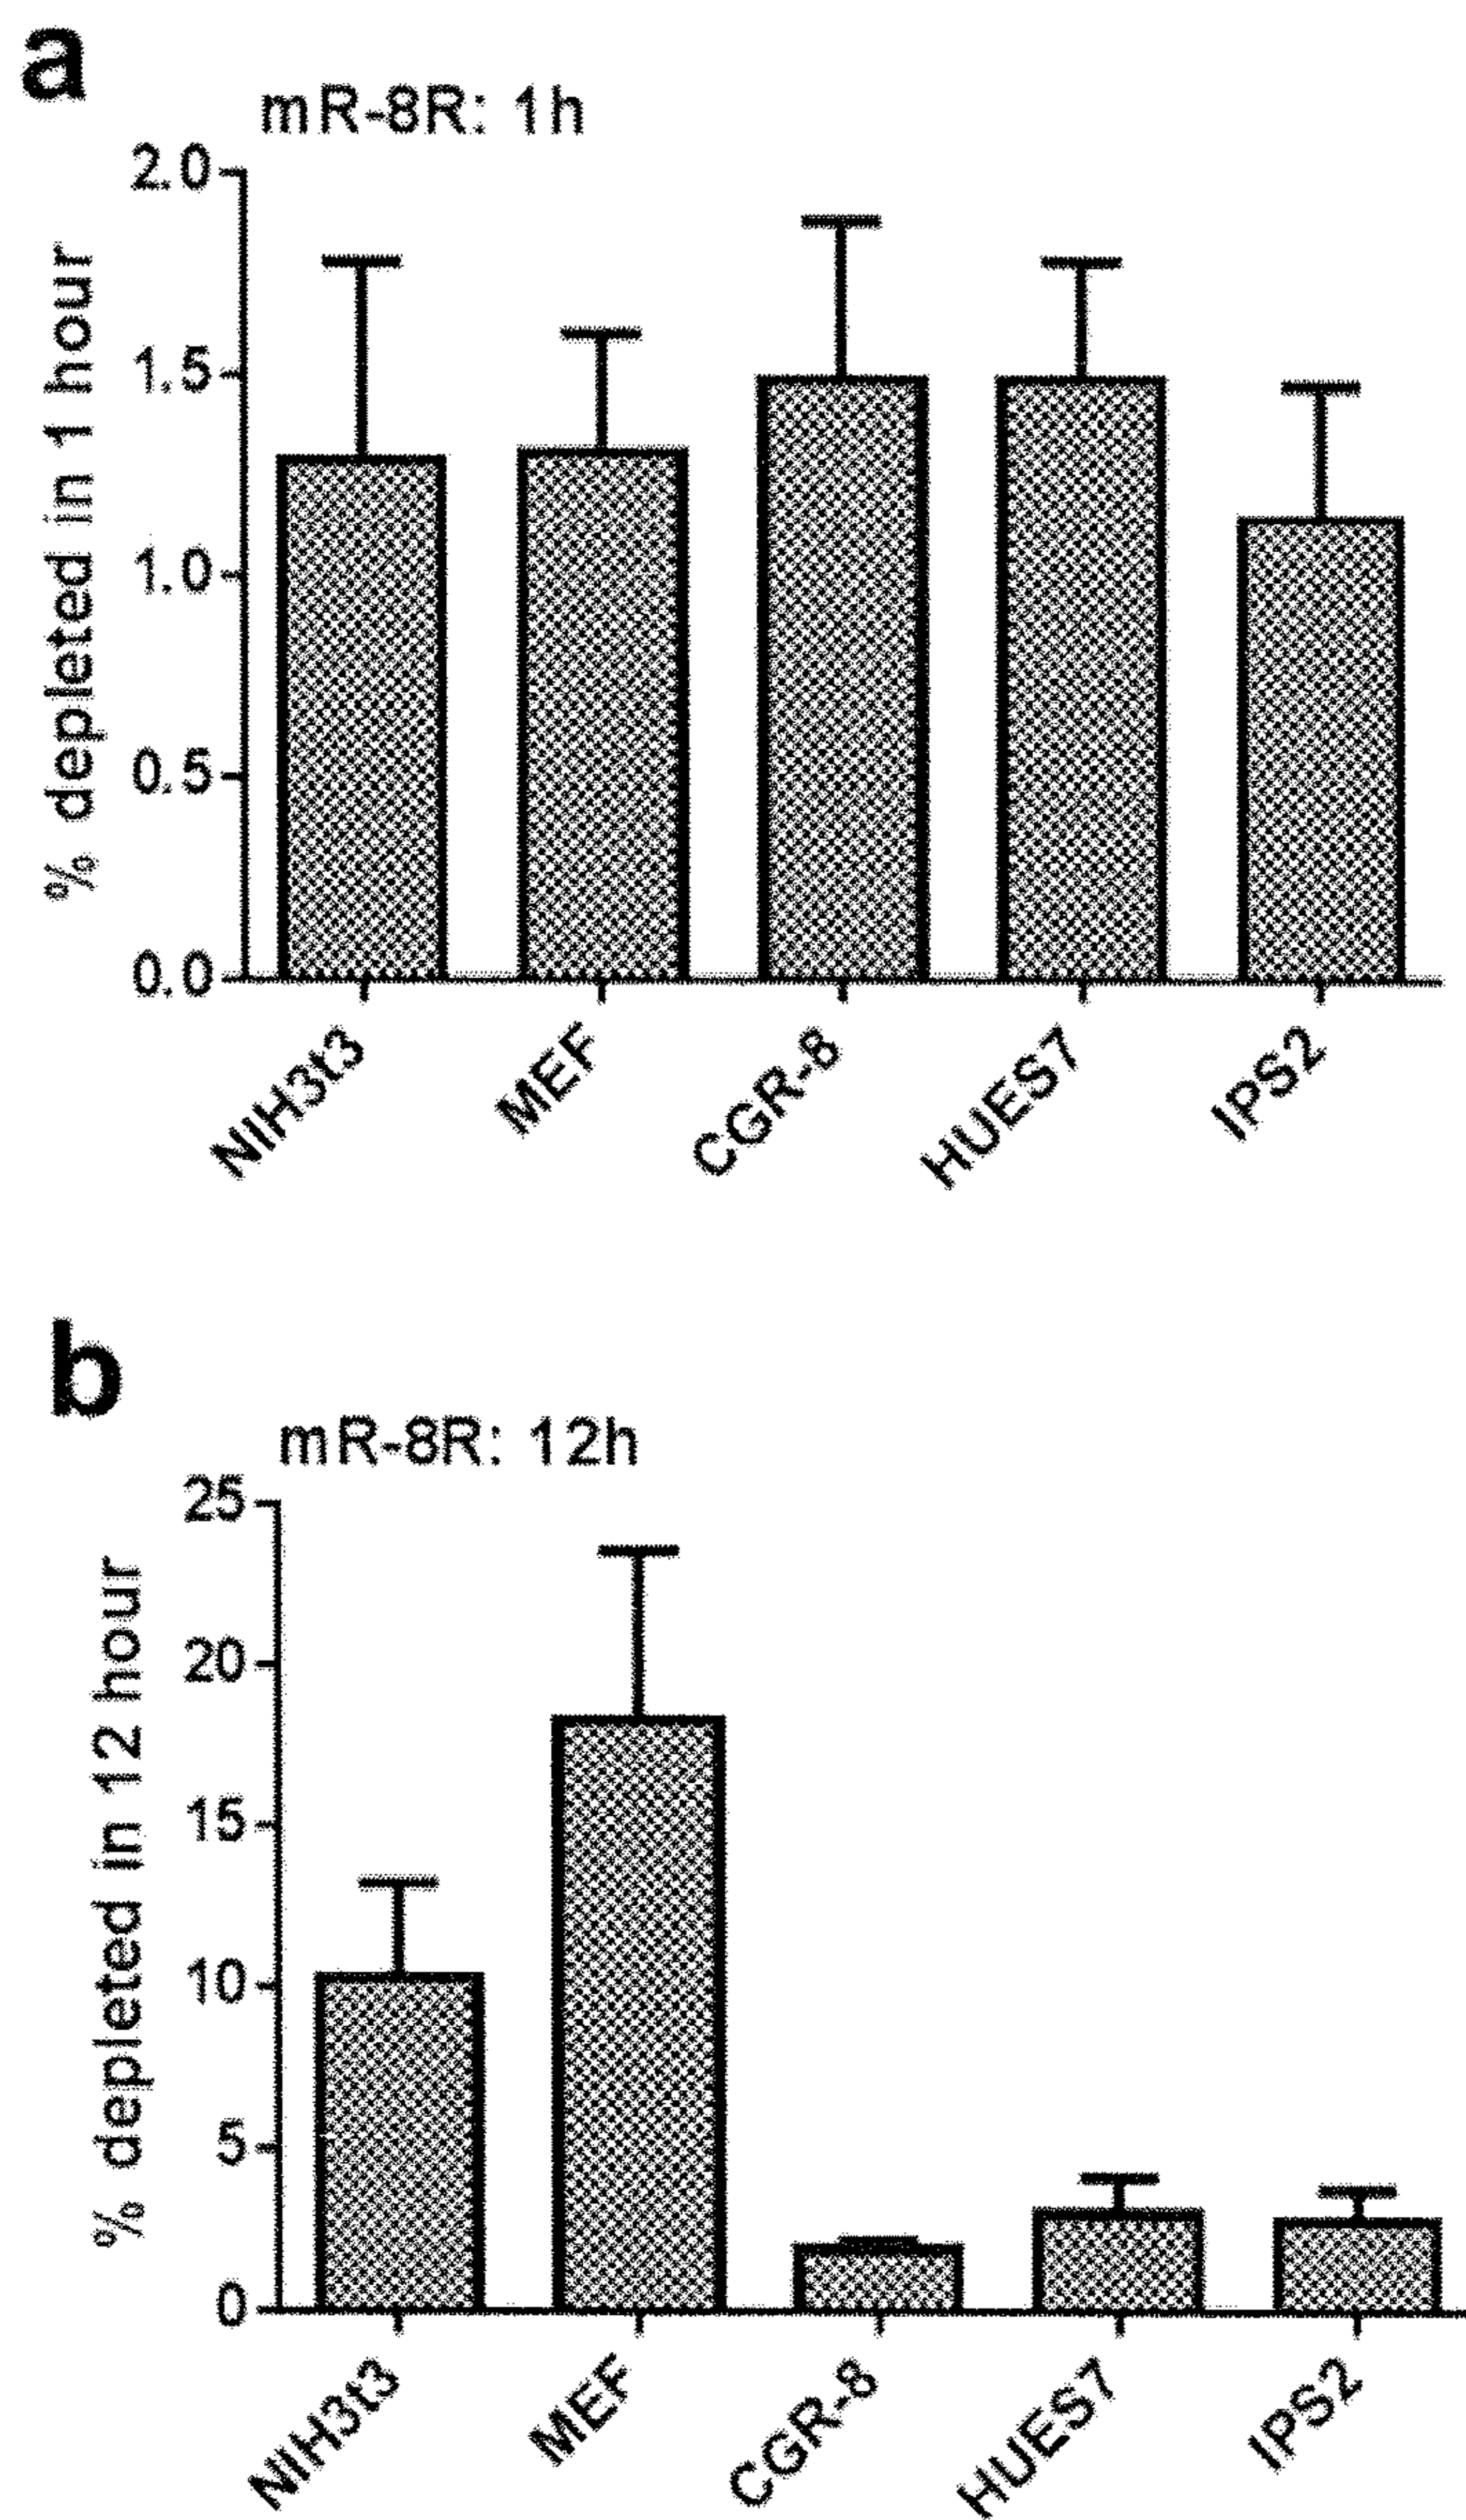 a
mR-8R: 1h
% depleted in 1 hour
2.0
1.5
1.0
0.5
0.0
NIH3t3
MEF
CGR-8
HUES7
IPS2
b
mR-8R: 12h
% depleted in 12 hour
25
20
15
10
5
0
NIH3t3
MEF
CGR-8
HUES7
IPS2